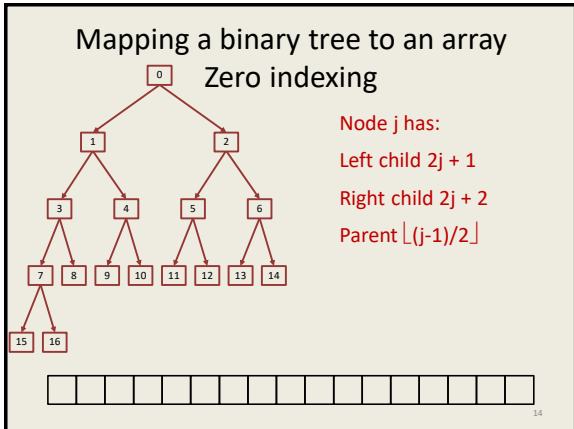 Mapping a binary tree to an array
Zero indexing
0
Node j has:
1 2
Left child 2j + 1
Right child 2j + 2
3 4 5 6
Parent ⌊(j-1)/2⌋
7 8 9 10 11 12 13 14
15 16
14